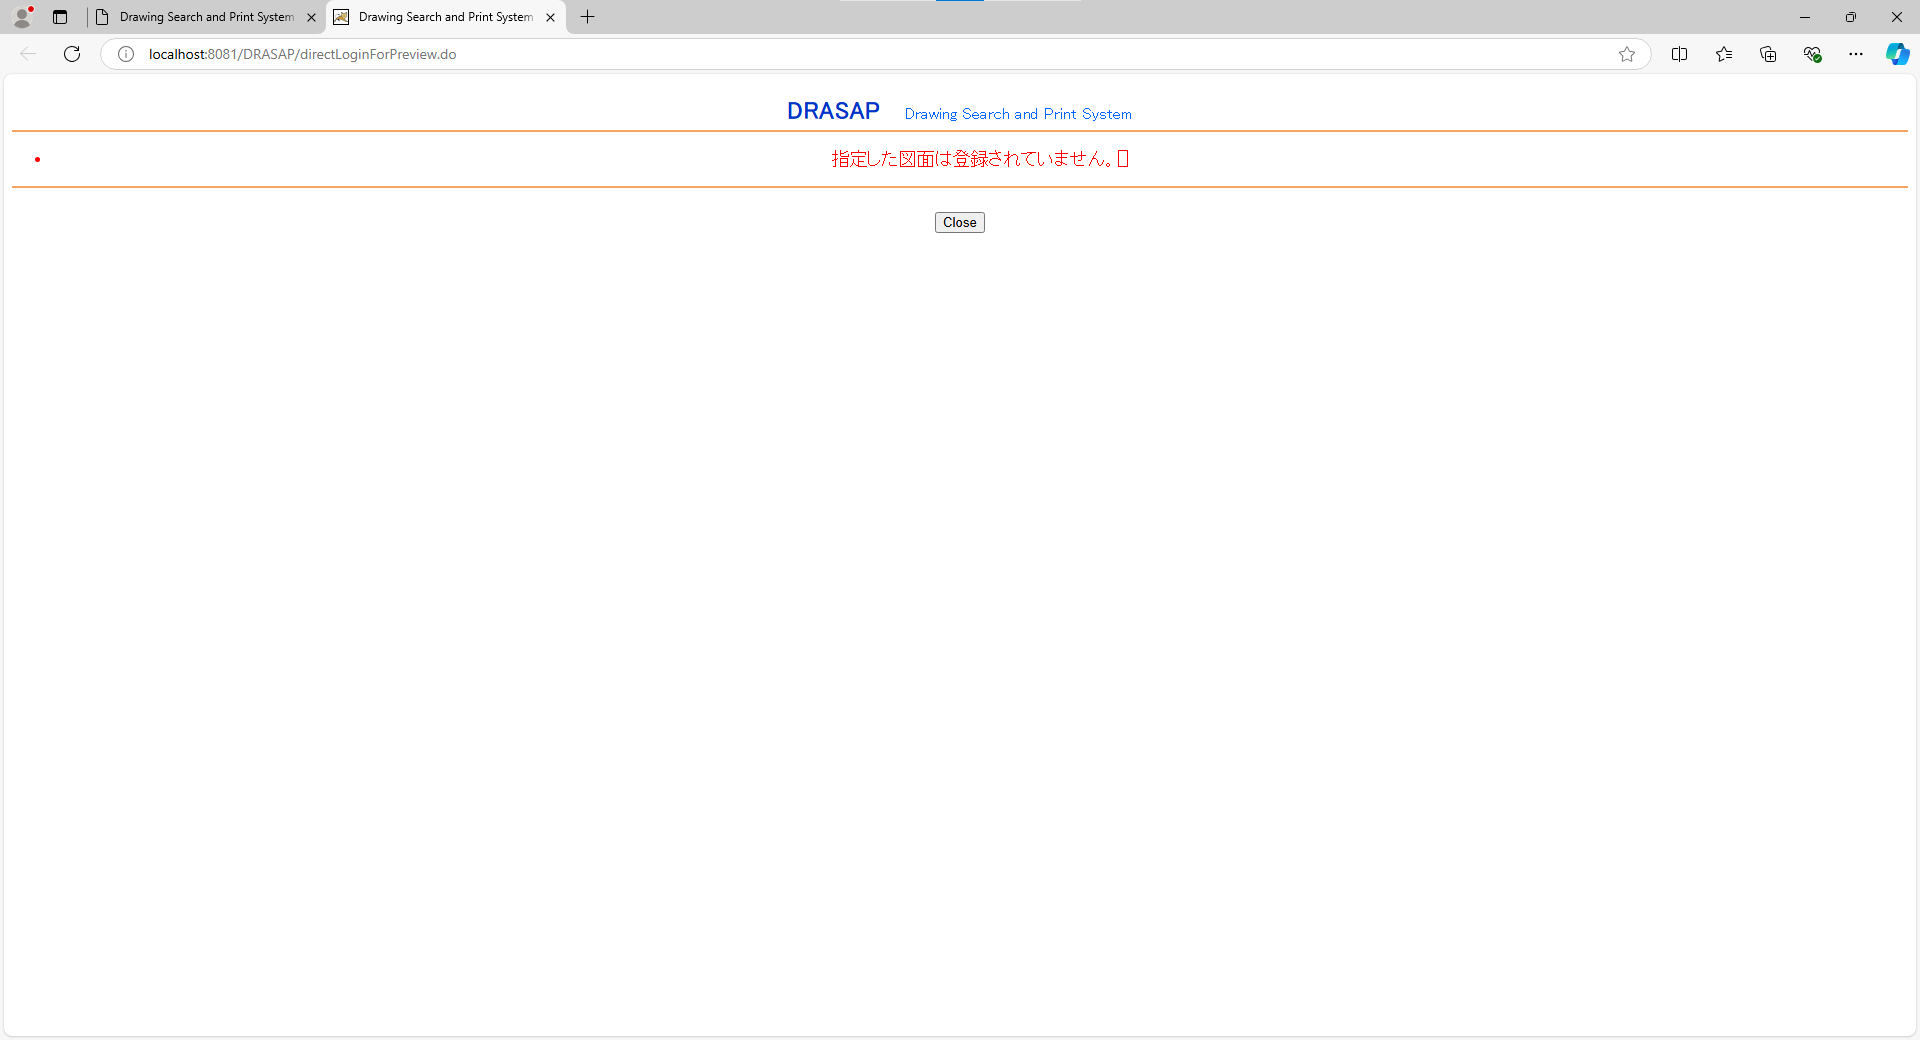 Drawing Search and Print System
Drawing Search and Print System
localhost:8081/DRASAP/directLoginForPreview.do
DRASAP Drawing Search and Print System
指定した図面は登録されていません。
Close